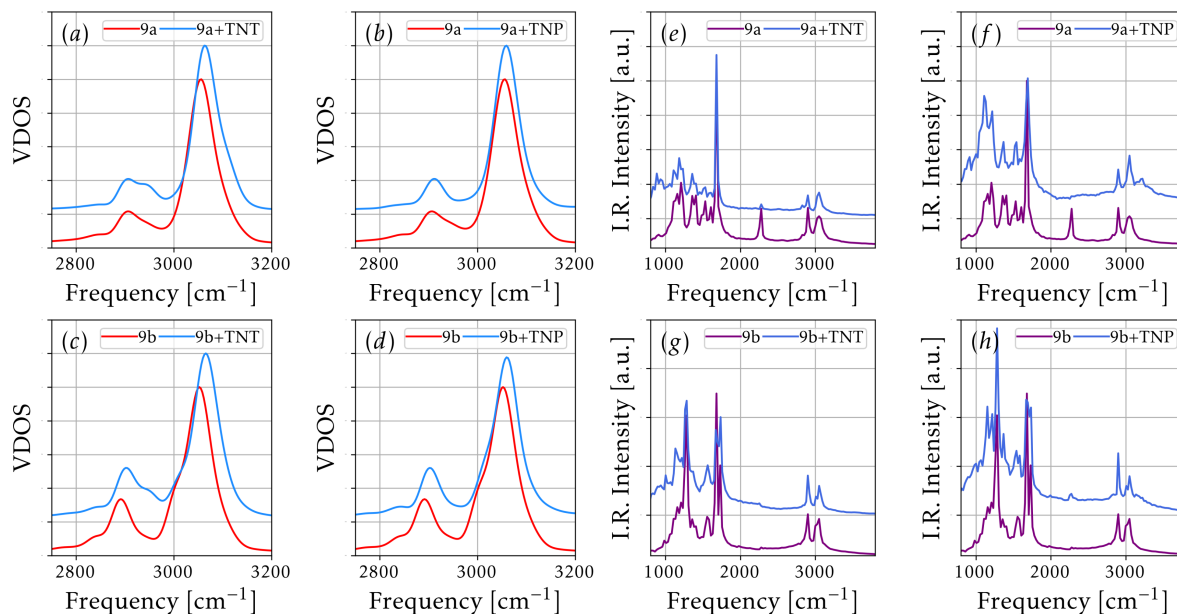 (a) 9a 9a+TNT
VDOS
2800 3000 3200
Frequency [cm⁻¹]
(b) 9a 9a+TNP
VDOS
2800 3000 3200
Frequency [cm⁻¹]
(e) 9a 9a+TNT
I.R. Intensity [a.u.]
1000 2000 3000
Frequency [cm⁻¹]
(f) 9a 9a+TNP
I.R. Intensity [a.u.]
1000 2000 3000
Frequency [cm⁻¹]
(c) 9b 9b+TNT
VDOS
2800 3000 3200
Frequency [cm⁻¹]
(d) 9b 9b+TNP
VDOS
2800 3000 3200
Frequency [cm⁻¹]
(g) 9b 9b+TNT
I.R. Intensity [a.u.]
1000 2000 3000
Frequency [cm⁻¹]
(h) 9b 9b+TNP
I.R. Intensity [a.u.]
1000 2000 3000
Frequency [cm⁻¹]